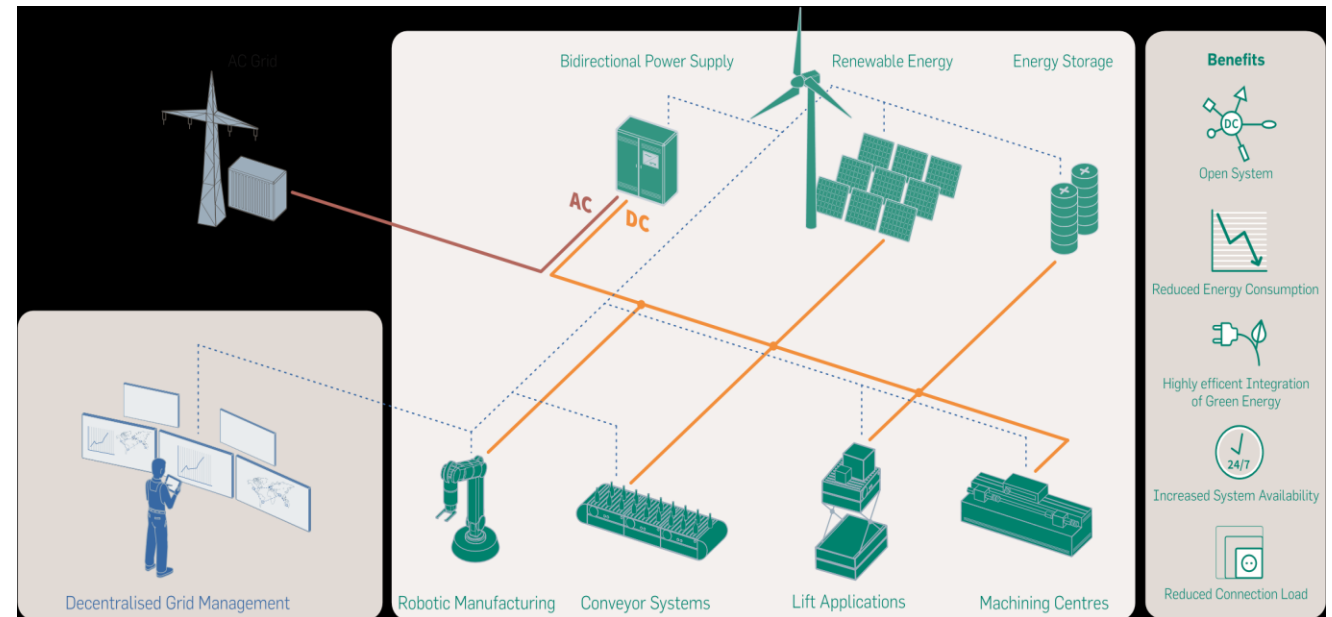 AC Grid
Bidirectional Power Supply
Renewable Energy
Energy Storage
AC
DC
Decentralised Grid Management
Robotic Manufacturing
Conveyor Systems
Lift Applications
Machining Centres
Benefits
DC
Open System
Reduced Energy Consumption
Highly efficent Integration
of Green Energy
24/7
Increased System Availability
Reduced Connection Load